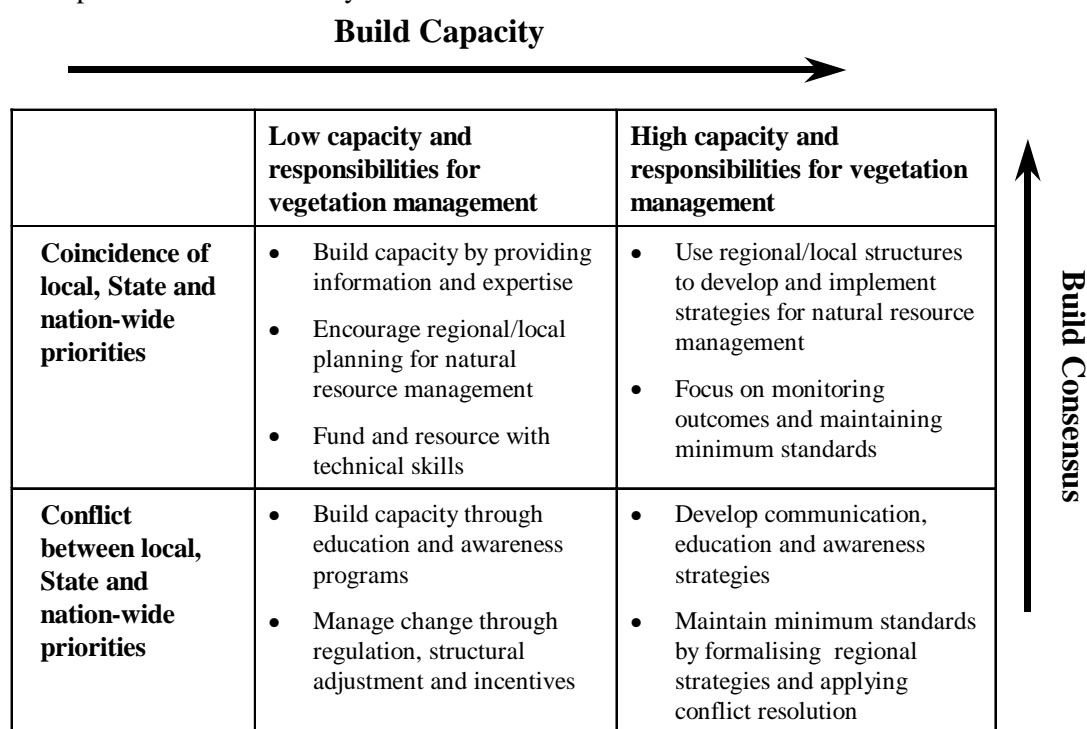 Build Capacity
Low capacity and
responsibilities for
vegetation management
High capacity and
responsibilities for vegetation
management
Coincidence of
local, State and
nation-wide
priorities
• Build capacity by providing
information and expertise
• Encourage regional/local
planning for natural
resource management
• Fund and resource with
technical skills
• Use regional/local structures
to develop and implement
strategies for natural resource
management
• Focus on monitoring
outcomes and maintaining
minimum standards
Conflict
between local,
State and
nation-wide
priorities
• Build capacity through
education and awareness
programs
• Manage change through
regulation, structural
adjustment and incentives
• Develop communication,
education and awareness
strategies
• Maintain minimum standards
by formalising regional
strategies and applying
conflict resolution
Build Consensus